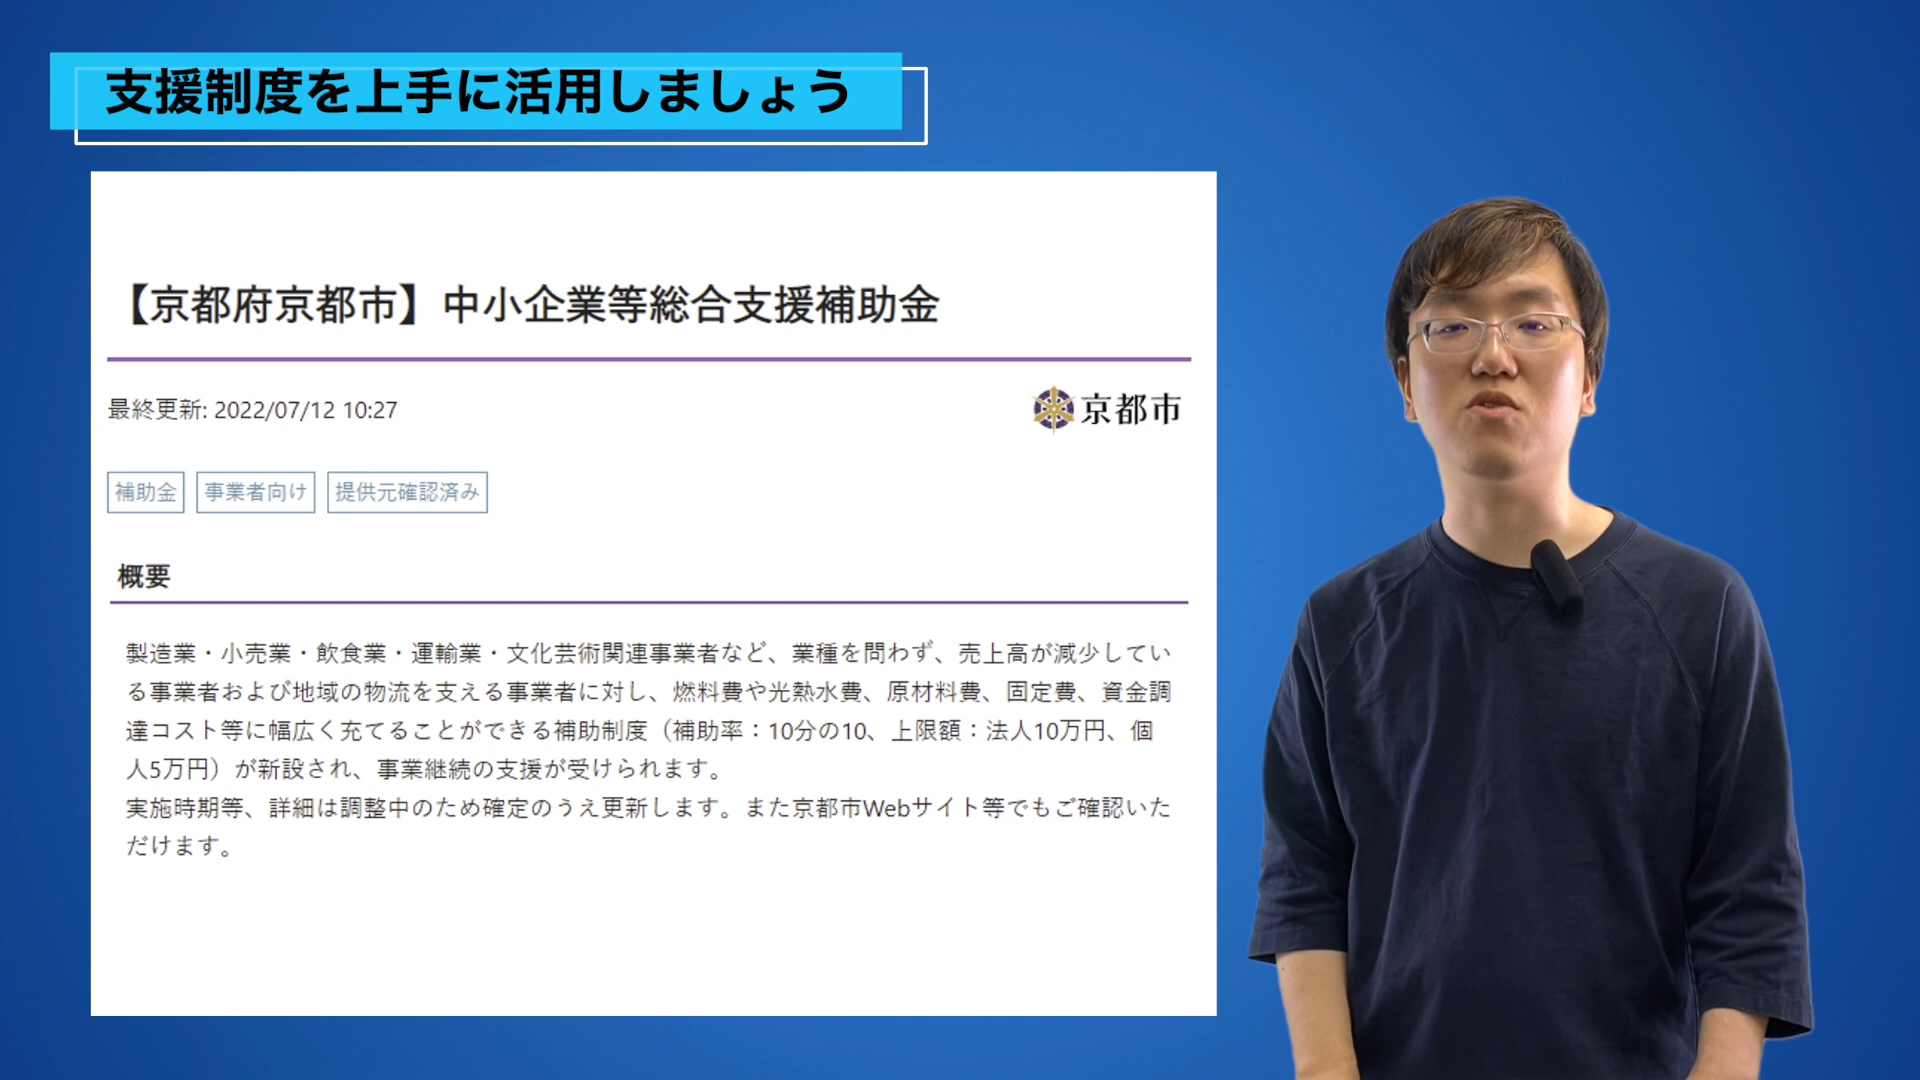 支援制度を上手に活用しましょう
【京都府京都市】中小企業等総合支援補助金
最終更新: 2022/07/12 10:27
京都市
補助金 事業者向け 提供元確認済み
概要
製造業・小売業・飲食業・運輸業・文化芸術関連事業者など、業種を問わず、売上高が減少してい
る事業者および地域の物流を支える事業者に対し、燃料費や光熱水費、原材料費、固定費、資金調
達コスト等に幅広く充てることができる補助制度（補助率：10分の10、上限額：法人10万円、個
人5万円）が新設され、事業継続の支援が受けられます。
実施時期等、詳細は調整中のため確定のうえ更新します。また京都市Webサイト等でもご確認いた
だけます。